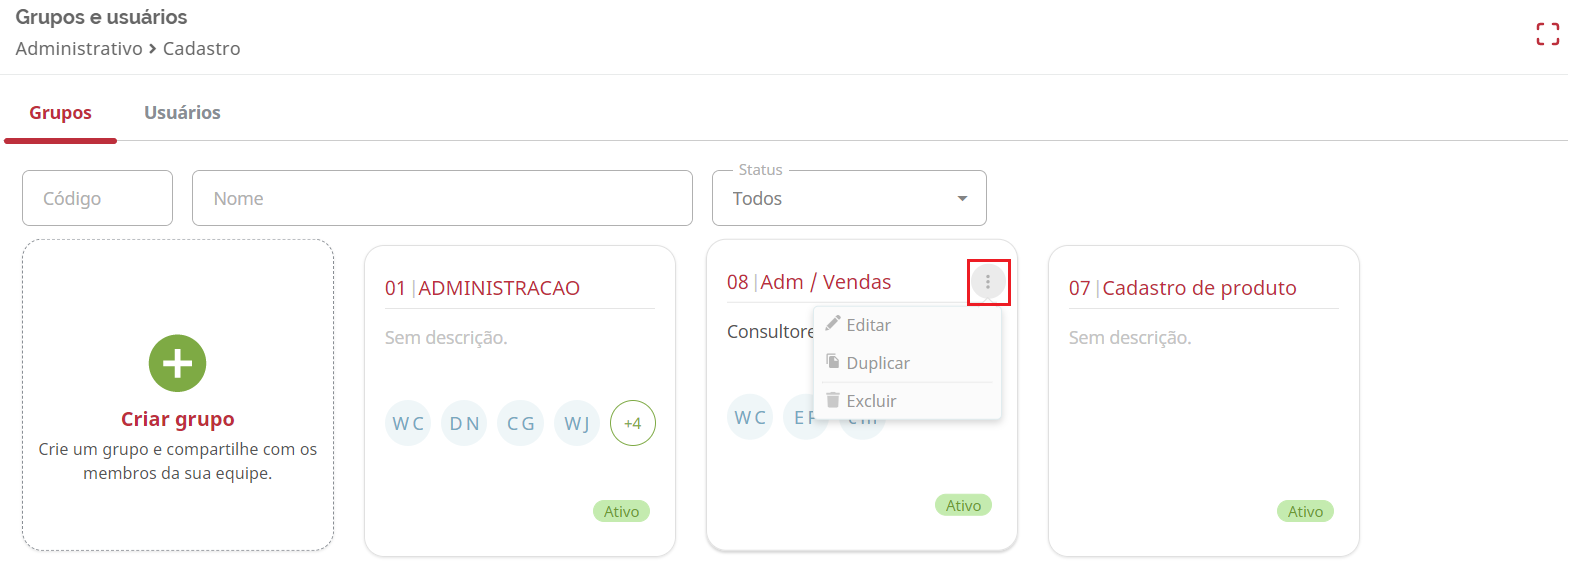 Grupos e usuários
Administrativo > Cadastro
Grupos
Usuários
Código
Nome
Status
Todos
Criar grupo
Crie um grupo e compartilhe com os
membros da sua equipe.
01|ADMINISTRACAO
Sem descrição.
WC
DN
CG
WJ
+4
Ativo
08|Adm / Vendas
Editar
Duplicar
Excluir
WC
Ativo
07|Cadastro de produto
Sem descrição.
Ativo